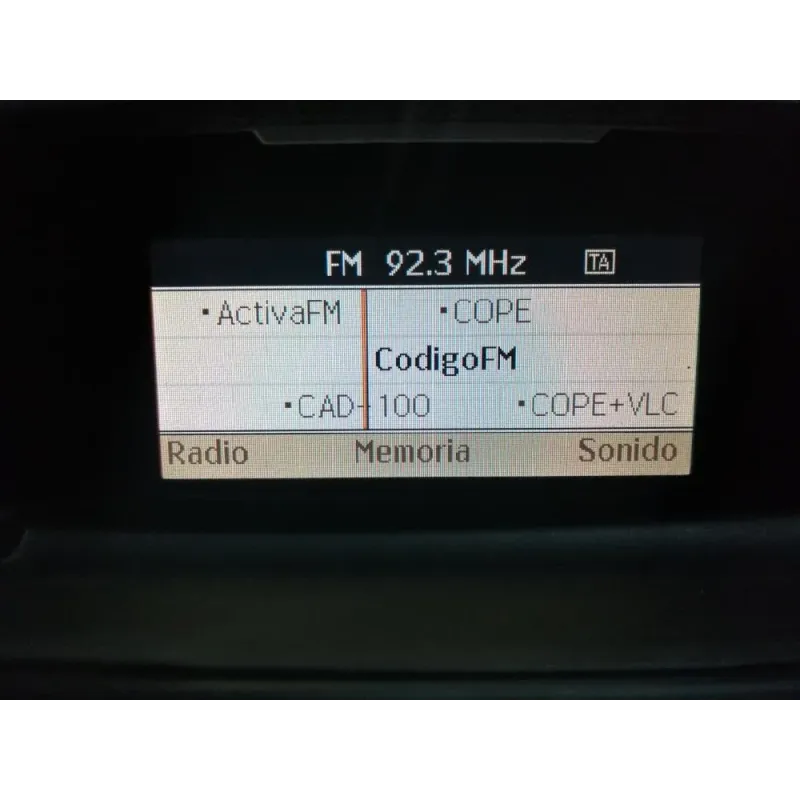 FM 92.3 MHz TA
·ActivaFM ·COPE
CodigoFM
·CAD-100 ·COPE+VLC
Radio Memoria Sonido